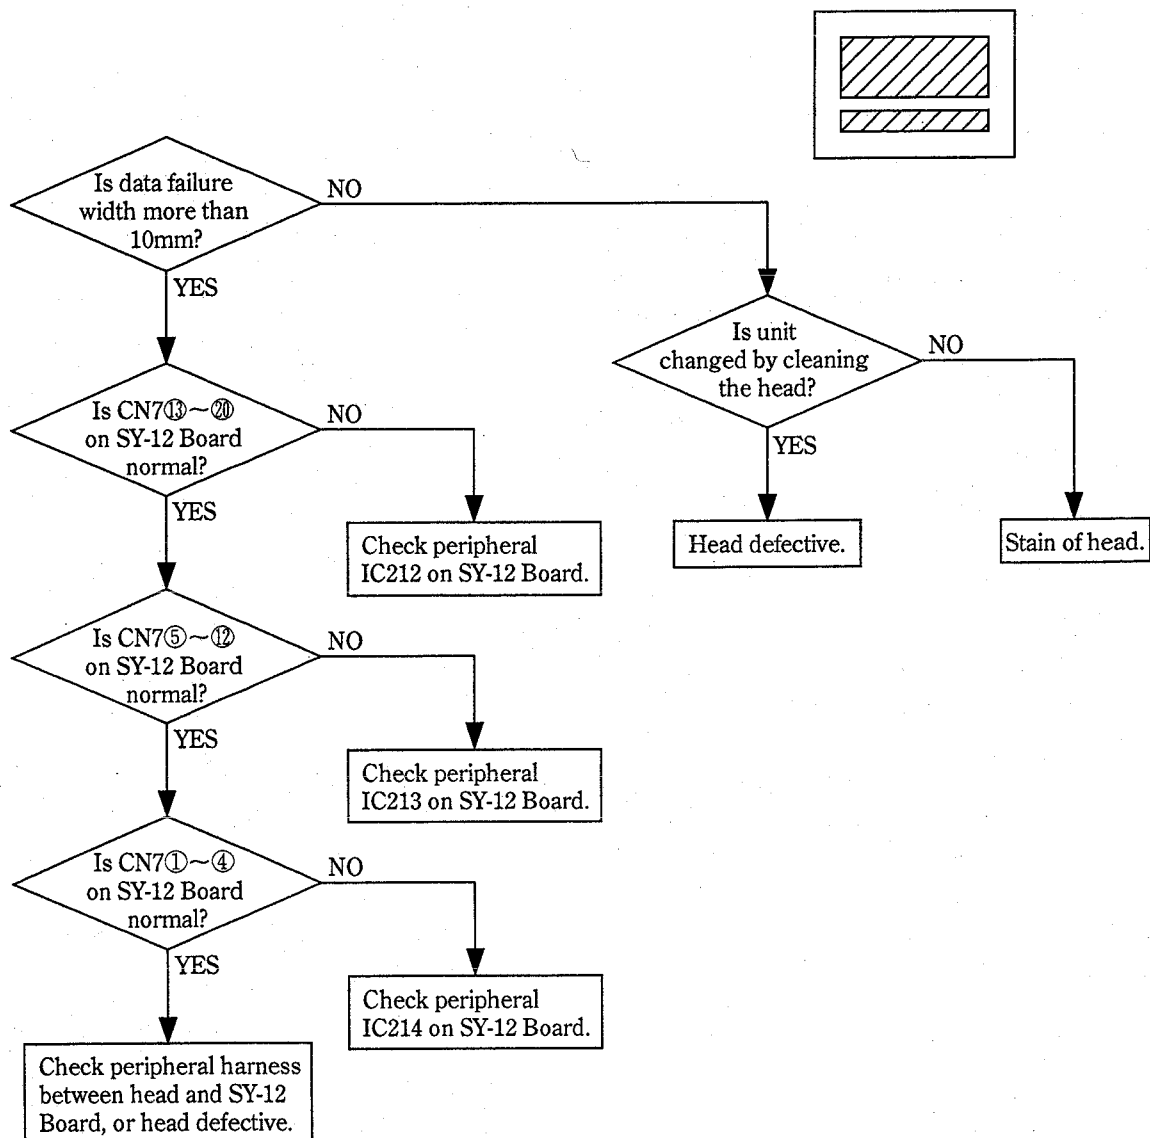 Is data failure
width more than
10mm?
NO
YES
Is unit
changed by cleaning
the head?
NO
YES
Head defective.
Stain of head.
Is CN7⑬~⑳
on SY-12 Board
normal?
NO
YES
Check peripheral
IC212 on SY-12 Board.
Is CN7⑤~⑫
on SY-12 Board
normal?
NO
YES
Check peripheral
IC213 on SY-12 Board.
Is CN7①~④
on SY-12 Board
normal?
NO
YES
Check peripheral
IC214 on SY-12 Board.
Check peripheral harness
between head and SY-12
Board, or head defective.